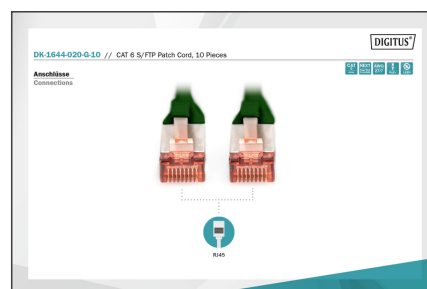 DIGITUS®
DK-1644-020-G-10 // CAT 6 S/FTP Patch Cord, 10 Pieces
Anschlüsse
Connections
RJ45